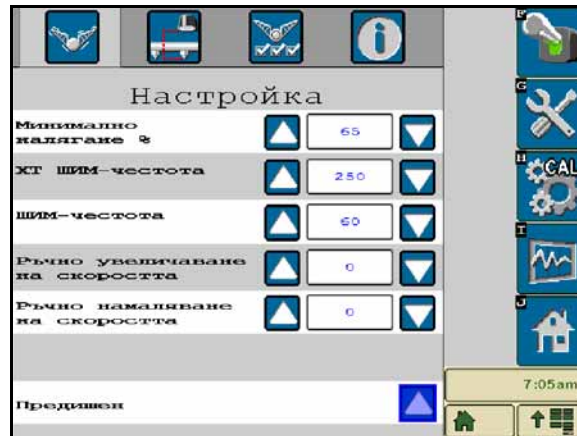 Настройка
F
G
Минимално
налягане %
65
ХТ ШИМ-честота
250
H
CAL
ШИМ-честота
60
I
Ръчно увеличаване
на скоростта
0
Ръчно намаляване
на скоростта
0
J
7:05am
Предишен